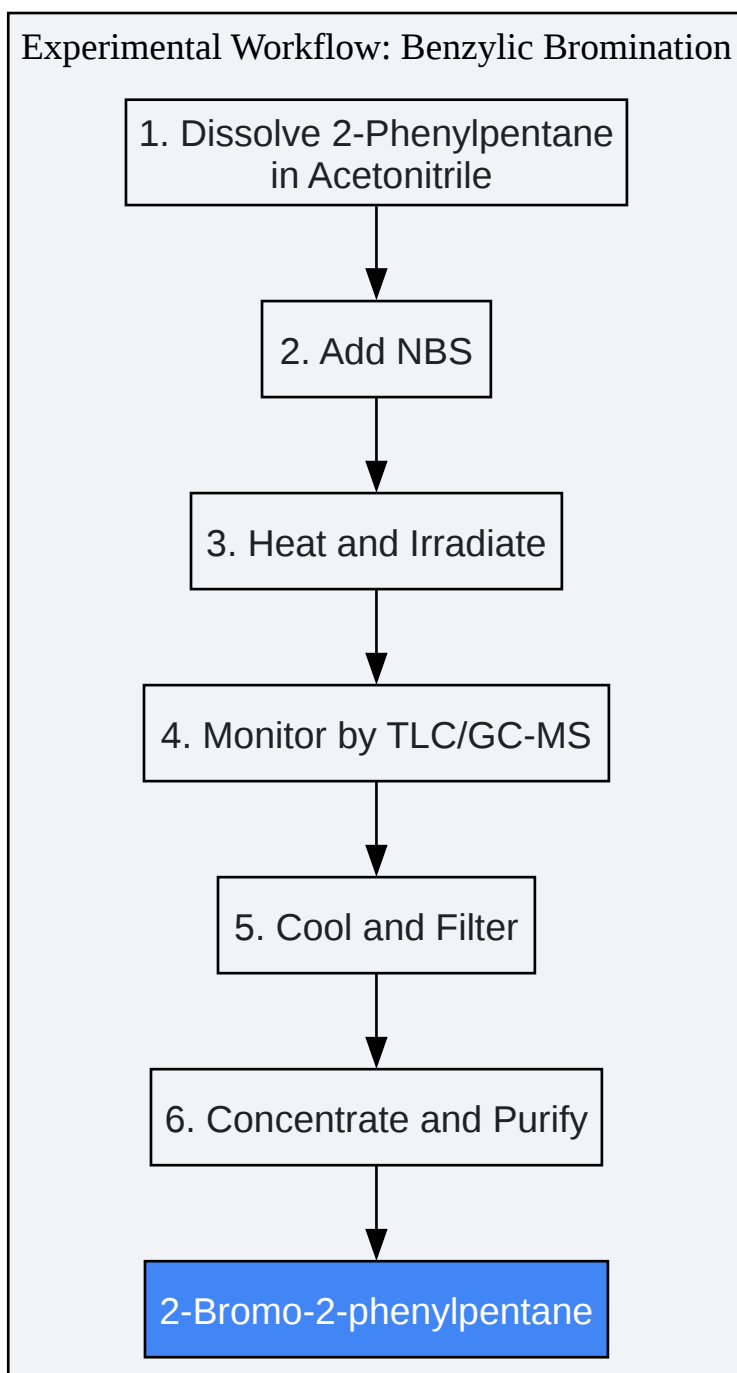 Experimental Workflow: Benzylic Bromination
1. Dissolve 2-Phenylpentane
in Acetonitrile
2. Add NBS
3. Heat and Irradiate
4. Monitor by TLC/GC-MS
5. Cool and Filter
6. Concentrate and Purify
2-Bromo-2-phenylpentane